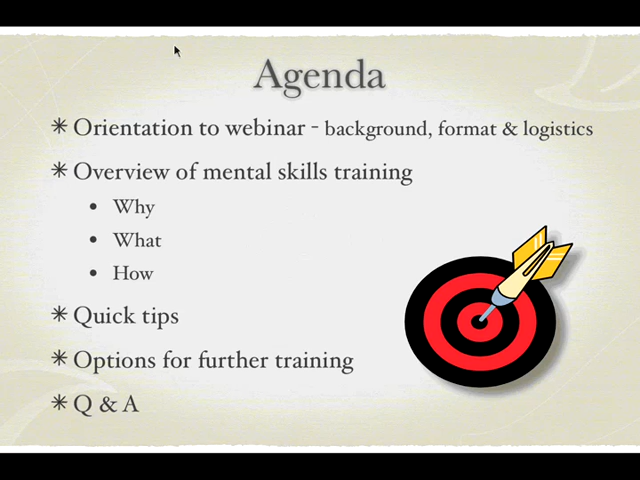 Agenda
✳ Orientation to webinar - background, format & logistics
✳ Overview of mental skills training
• Why
• What
• How
✳ Quick tips
✳ Options for further training
✳ Q & A